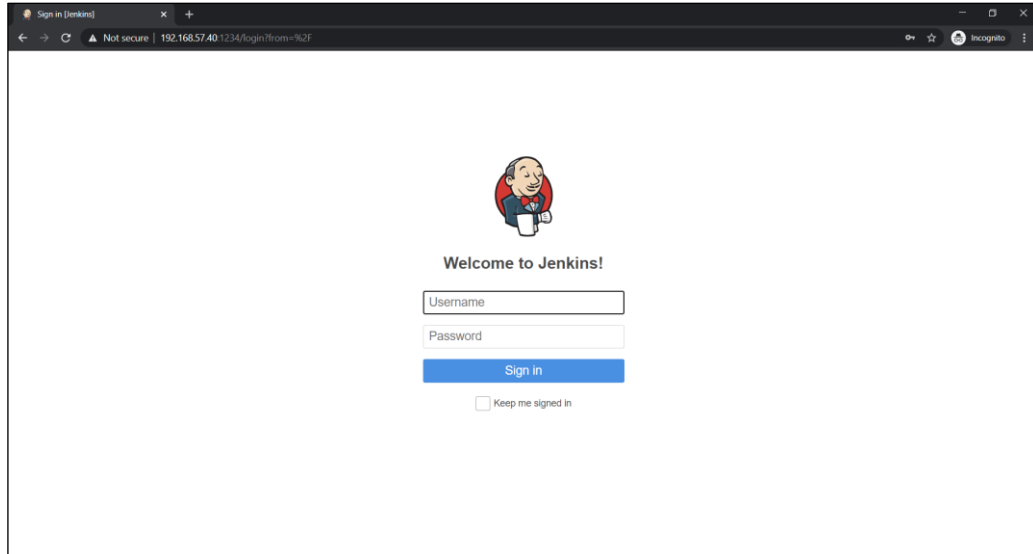 Sign in [Jenkins]
Not secure | 192.168.57.40:1234/login?from=%2F
Incognito
Welcome to Jenkins!
Username
Password
Sign in
Keep me signed in